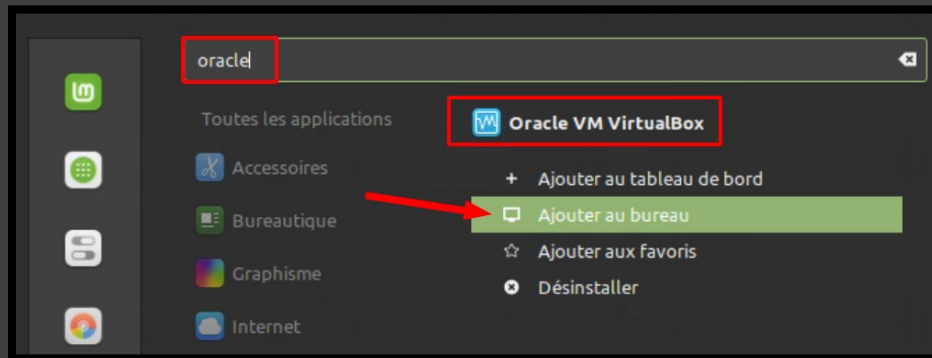 oracle
Toutes les applications
Accessoires
Bureautique
Graphisme
Internet
Oracle VM VirtualBox
+ Ajouter au tableau de bord
Ajouter au bureau
Ajouter aux favoris
Désinstaller